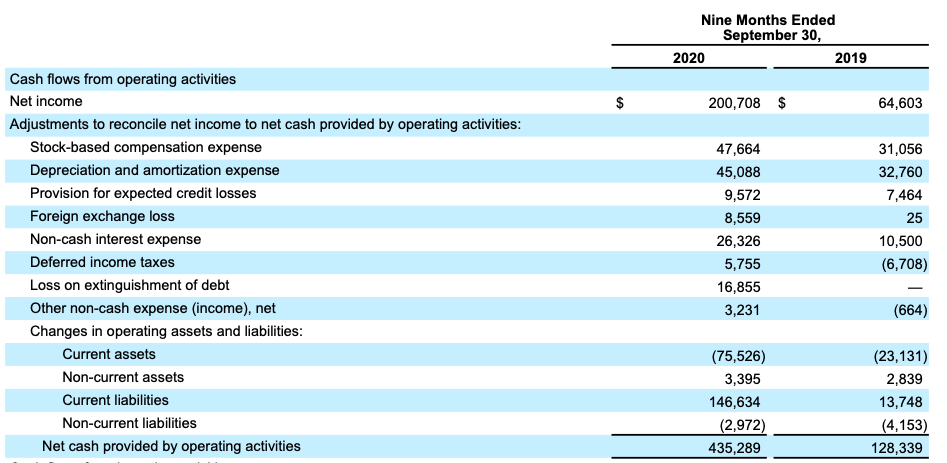 Nine Months Ended
September 30,
2020 2019
Cash flows from operating activities
Net income $ 200,708 $ 64,603
Adjustments to reconcile net income to net cash provided by operating activities:
Stock-based compensation expense 47,664 31,056
Depreciation and amortization expense 45,088 32,760
Provision for expected credit losses 9,572 7,464
Foreign exchange loss 8,559 25
Non-cash interest expense 26,326 10,500
Deferred income taxes 5,755 (6,708)
Loss on extinguishment of debt 16,855 —
Other non-cash expense (income), net 3,231 (664)
Changes in operating assets and liabilities:
Current assets (75,526) (23,131)
Non-current assets 3,395 2,839
Current liabilities 146,634 13,748
Non-current liabilities (2,972) (4,153)
Net cash provided by operating activities 435,289 128,339